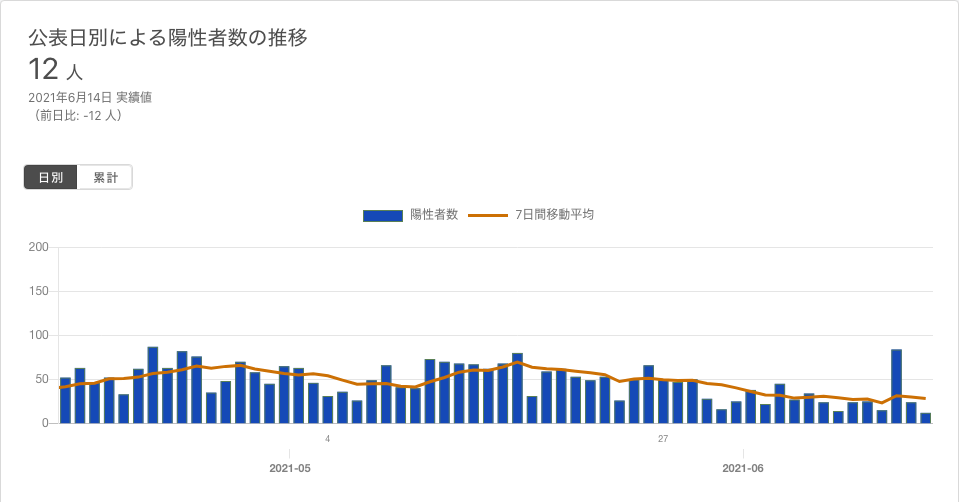 公表日別による陽性者数の推移
12 人
2021年6月14日 実績値
（前日比: -12 人）
日別 累計
陽性者数 7日間移動平均
200
150
100
50
0
4 27
2021-05 2021-06